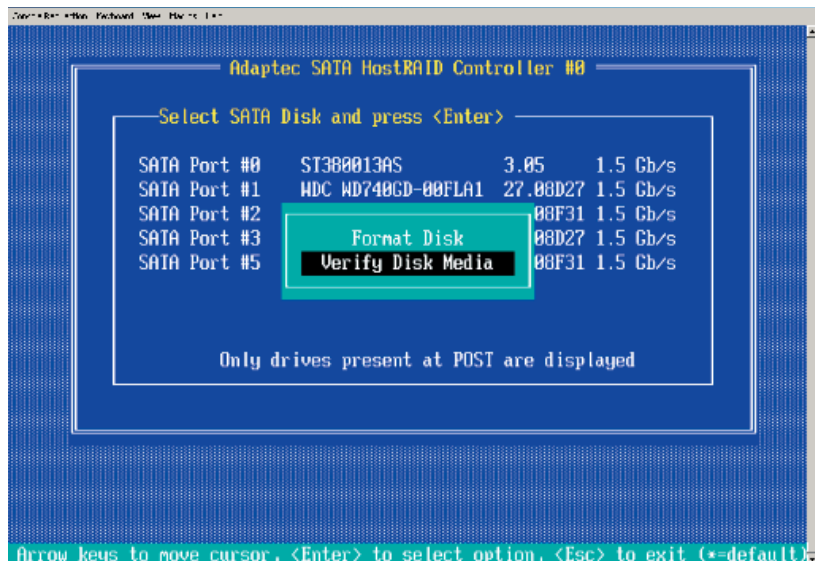 Adaptec SATA HostRAID Controller #0
Select SATA Disk and press <Enter>
SATA Port #0 ST380013AS 3.05 1.5 Gb/s
SATA Port #1 WDC WD740GD-00FLA1 27.08D27 1.5 Gb/s
SATA Port #2 08F31 1.5 Gb/s
SATA Port #3 Format Disk 08D27 1.5 Gb/s
SATA Port #5 Verify Disk Media 08F31 1.5 Gb/s
Only drives present at POST are displayed
Arrow keys to move cursor, <Enter> to select option, <Esc> to exit (*=default)